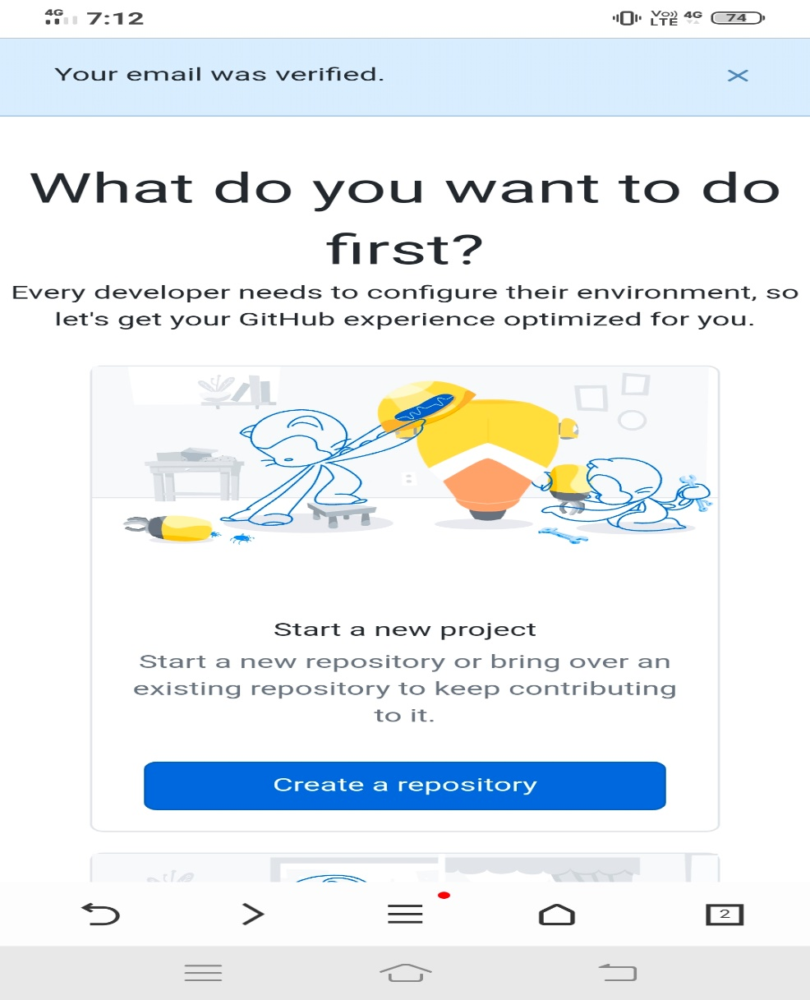 4G 7:12 Vo)) LTE 4G 74
Your email was verified.
What do you want to do
first?
Every developer needs to configure their environment, so
let's get your GitHub experience optimized for you.
Start a new project
Start a new repository or bring over an
existing repository to keep contributing
to it.
Create a repository
2